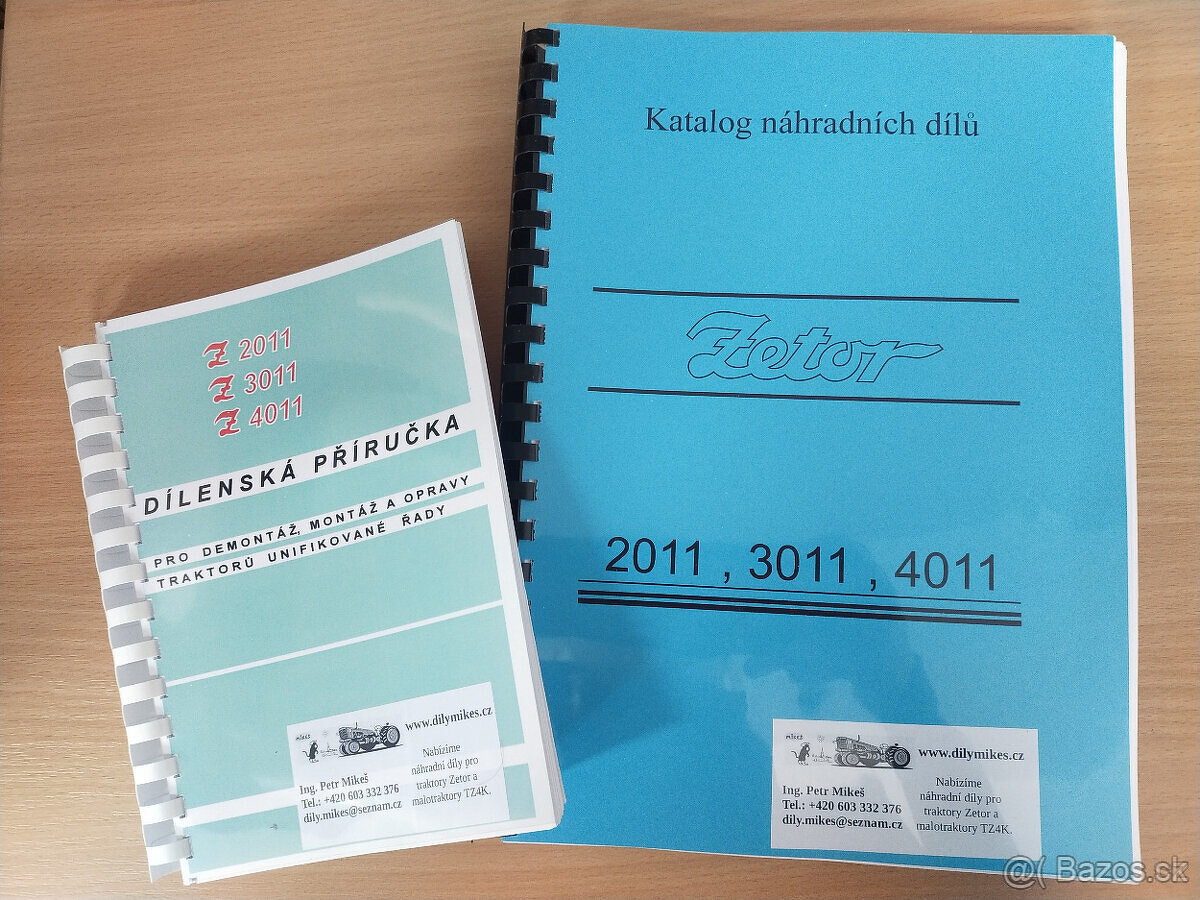 Z 2011
Z 3011
Z 4011
DÍLENSKÁ PŘÍRUČKA
PRO DEMONTÁŽ, MONTÁŽ A OPRAVY
TRAKTORŮ UNIFIKOVANÉ ŘADY
www.dilymikes.cz
Nabízíme
náhradní díly pro
traktory Zetor a
malotraktory TZ4K.
Ing. Petr Mikeš
Tel.: +420 603 332 376
dily.mikes@seznam.cz
Katalog náhradních dílů
Zetor
2011 , 3011 , 4011
mikeš
www.dilymikes.cz
Nabízíme
náhradní díly pro
traktory Zetor a
malotraktory TZ4K.
Ing. Petr Mikeš
Tel.: +420 603 332 376
dily.mikes@seznam.cz
@( Bazos.sk